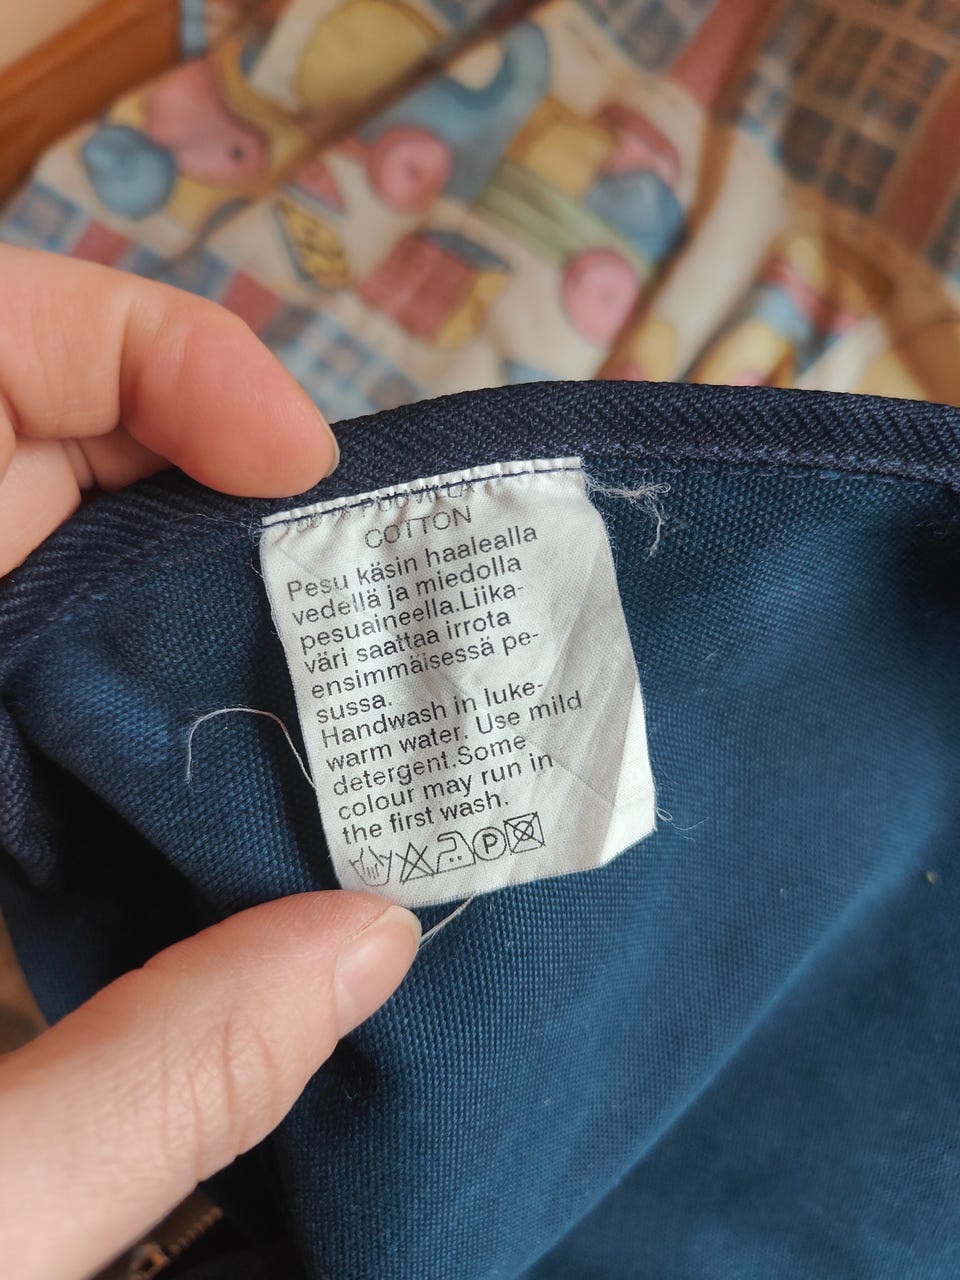 COTTON
Pesu käsin haalealla
vedellä ja miedolla
pesuaineella.Liika-
väri saattaa irrota
ensimmäisessä pe-
sussa.
Handwash in luke-
warm water. Use mild
detergent.Some
colour may run in
the first wash.
P